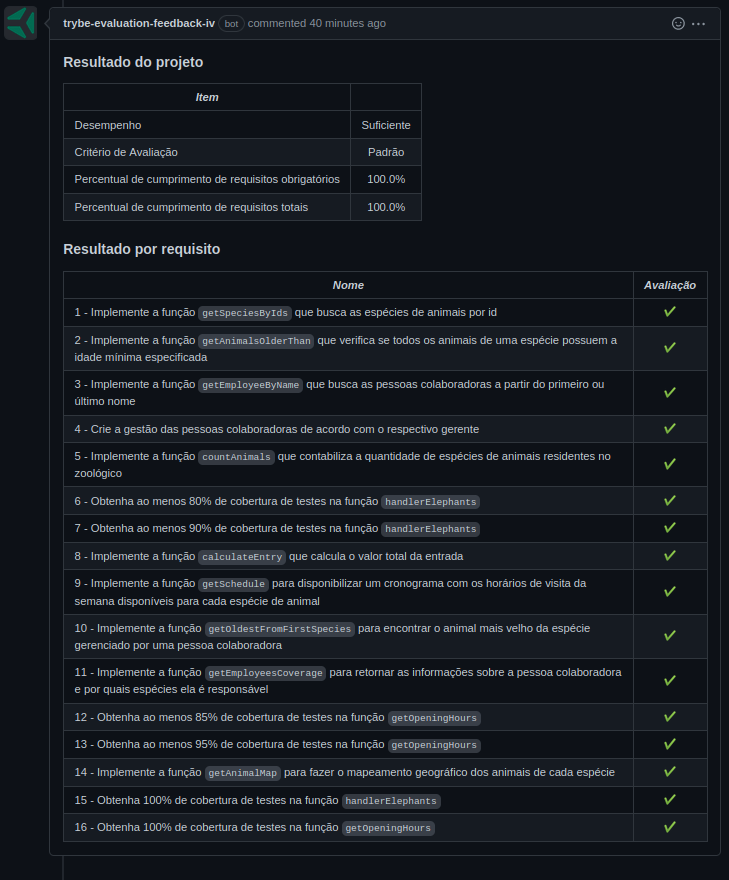 trybe-evaluation-feedback-iv bot commented 40 minutes ago
Resultado do projeto
Item
Desempenho Suficiente
Critério de Avaliação Padrão
Percentual de cumprimento de requisitos obrigatórios 100.0%
Percentual de cumprimento de requisitos totais 100.0%
Resultado por requisito
Nome Avaliação
1 - Implemente a função getSpeciesByIds que busca as espécies de animais por id
2 - Implemente a função getAnimalsOlderThan que verifica se todos os animais de uma espécie possuem a
idade mínima especificada
3 - Implemente a função getEmployeeByName que busca as pessoas colaboradoras a partir do primeiro ou
último nome
4 - Crie a gestão das pessoas colaboradoras de acordo com o respectivo gerente
5 - Implemente a função countAnimals que contabiliza a quantidade de espécies de animais residentes no
zoológico
6 - Obtenha ao menos 80% de cobertura de testes na função handlerElephants
7 - Obtenha ao menos 90% de cobertura de testes na função handlerElephants
8 - Implemente a função calculateEntry que calcula o valor total da entrada
9 - Implemente a função getSchedule para disponibilizar um cronograma com os horários de visita da
semana disponíveis para cada espécie de animal
10 - Implemente a função getOldestFromFirstSpecies para encontrar o animal mais velho da espécie
gerenciado por uma pessoa colaboradora
11 - Implemente a função getEmployeesCoverage para retornar as informações sobre a pessoa colaboradora
e por quais espécies ela é responsável
12 - Obtenha ao menos 85% de cobertura de testes na função getOpeningHours
13 - Obtenha ao menos 95% de cobertura de testes na função getOpeningHours
14 - Implemente a função getAnimalMap para fazer o mapeamento geográfico dos animais de cada espécie
15 - Obtenha 100% de cobertura de testes na função handlerElephants
16 - Obtenha 100% de cobertura de testes na função getOpeningHours